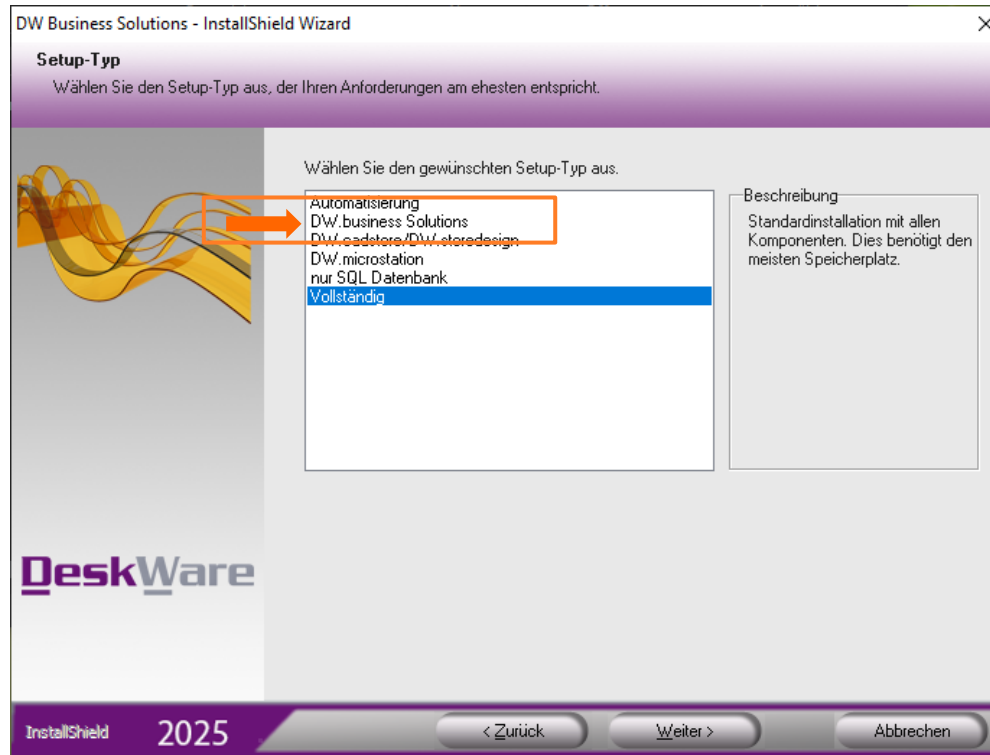 DW Business Solutions - InstallShield Wizard
Setup-Typ
Wählen Sie den Setup-Typ aus, der Ihren Anforderungen am ehesten entspricht.
Wählen Sie den gewünschten Setup-Typ aus.
Automatisierung
DW.business Solutions
DW.cadstore/DW.storedesign
DW.microstation
nur SQL Datenbank
Vollständig
Beschreibung
Standardinstallation mit allen
Komponenten. Dies benötigt den
meisten Speicherplatz.
DeskWare
InstallShield 2025
< Zurück
Weiter >
Abbrechen